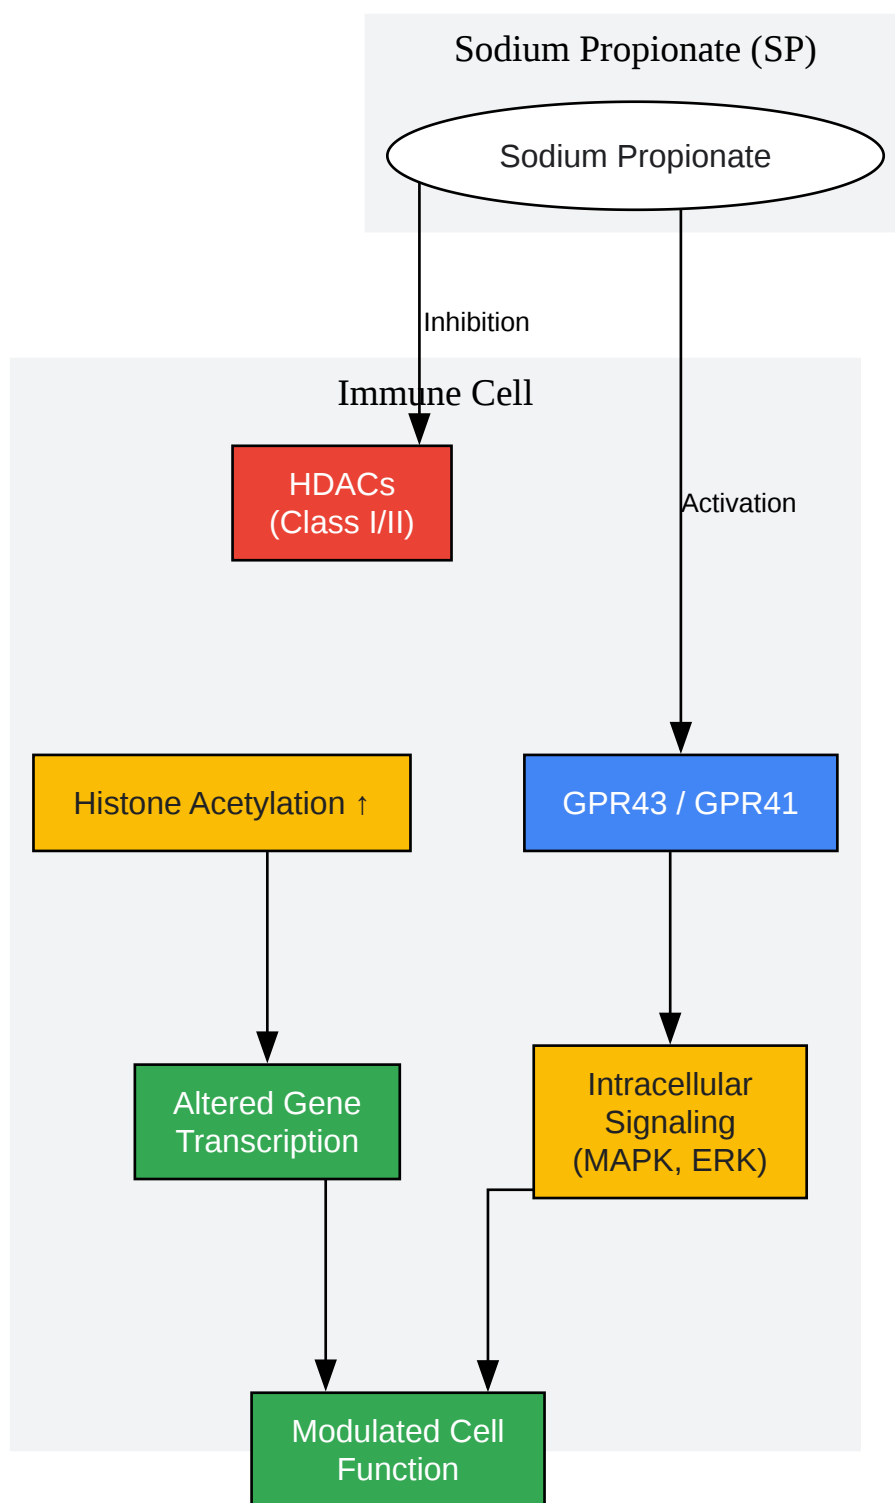 Sodium Propionate (SP)
Sodium Propionate
Inhibition
Immune Cell
HDACs
(Class I/II)
Activation
Histone Acetylation ↑
GPR43 / GPR41
Altered Gene
Transcription
Intracellular
Signaling
(MAPK, ERK)
Modulated Cell
Function